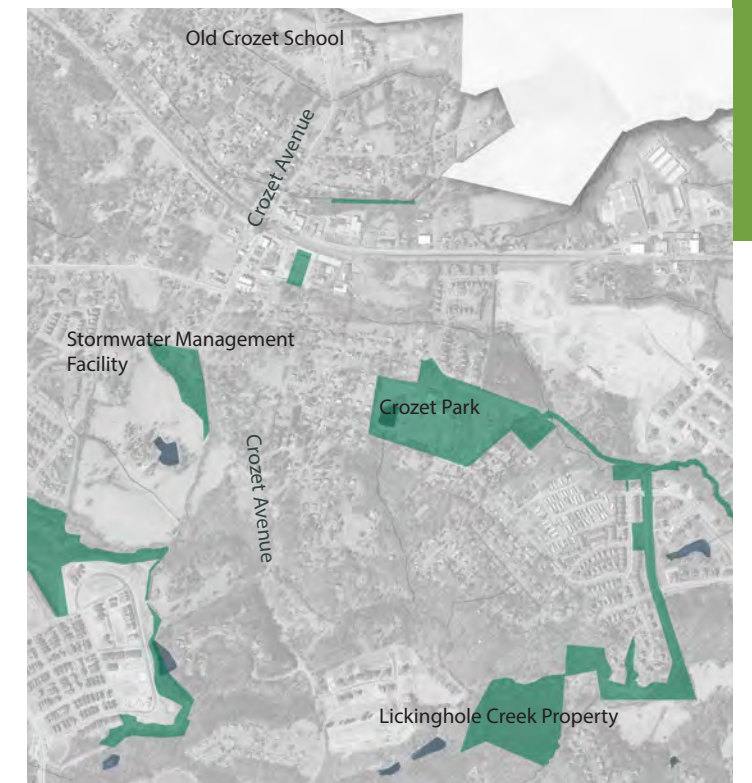 Old Crozet School
Crozet Avenue
Stormwater Management
Facility
Crozet Park
Crozet Avenue
Lickinghole Creek Property